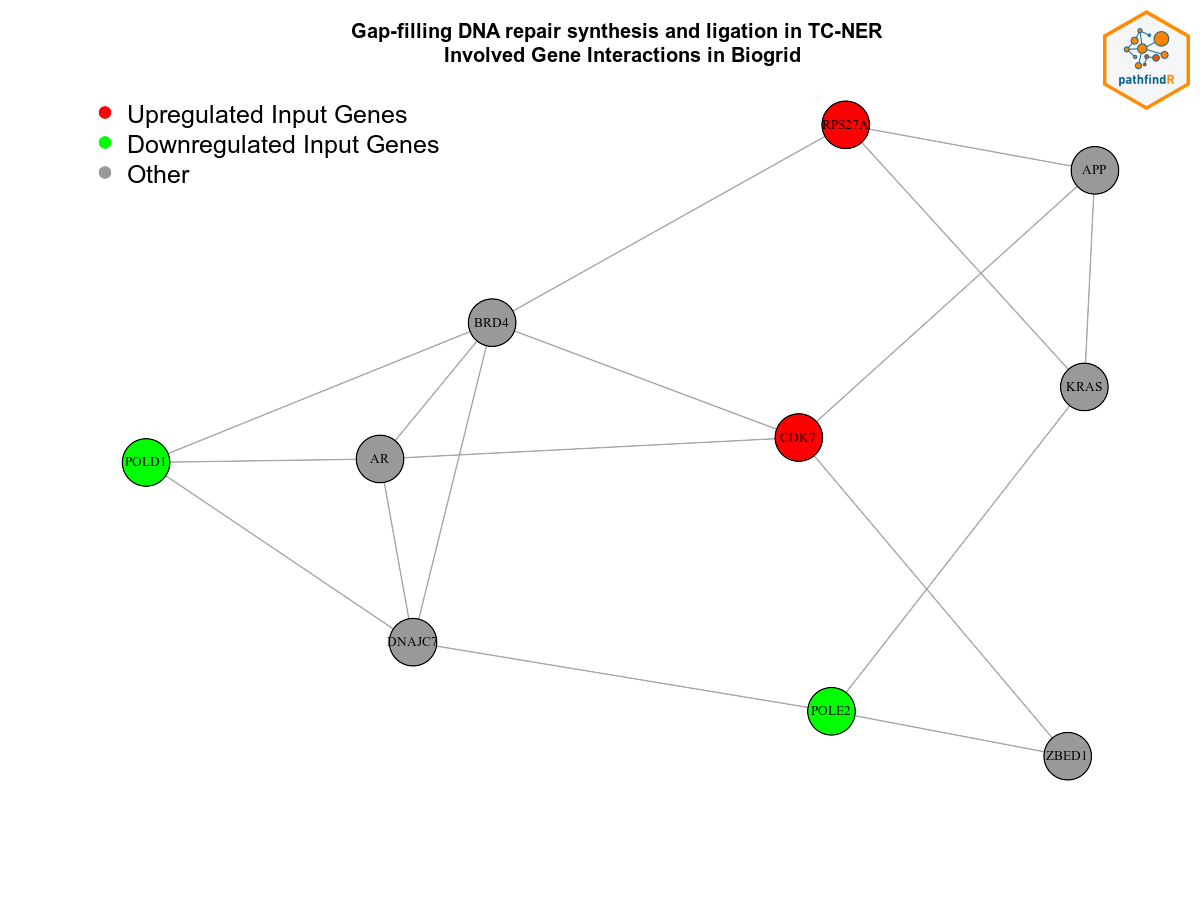 Gap-filling DNA repair synthesis and ligation in TC-NER
Involved Gene Interactions in Biogrid
pathfindR
Upregulated Input Genes
Downregulated Input Genes
Other
RPS27A
APP
BRD4
KRAS
CDK7
POLD1
AR
DNAJC7
POLE2
ZBED1